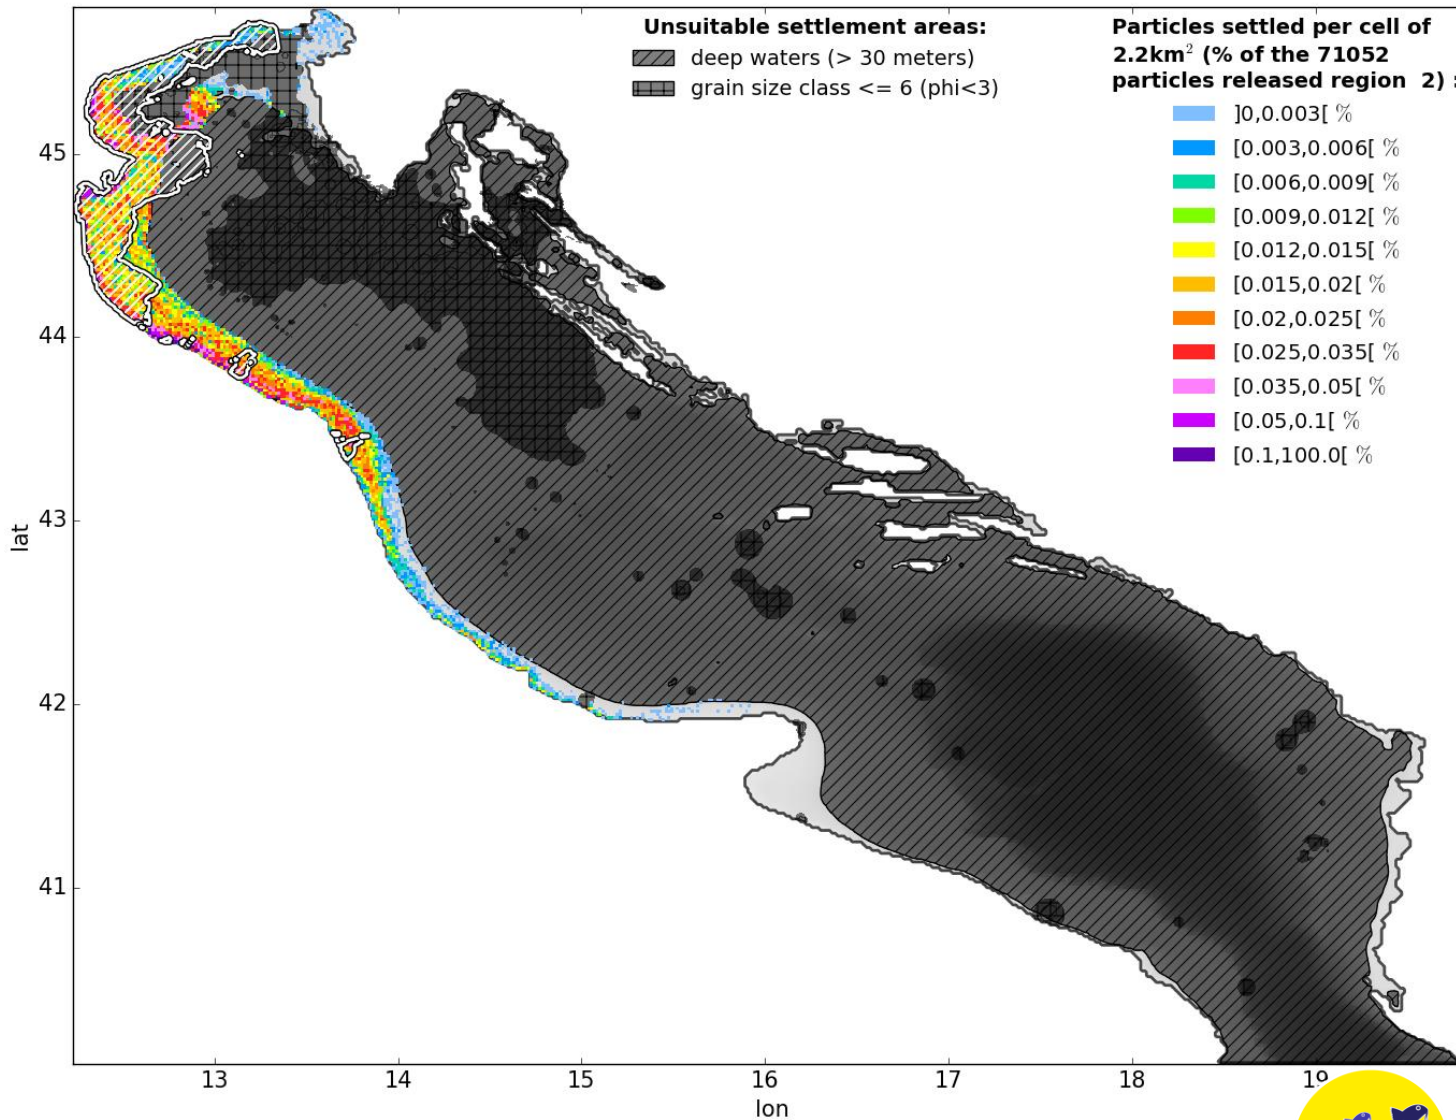 Unsuitable settlement areas:
deep waters (> 30 meters)
grain size class <= 6 (phi<3)
Particles settled per cell of
2.2km² (% of the 71052
particles released region 2) :
]0,0.003[ %
[0.003,0.006[ %
[0.006,0.009[ %
[0.009,0.012[ %
[0.012,0.015[ %
[0.015,0.02[ %
[0.02,0.025[ %
[0.025,0.035[ %
[0.035,0.05[ %
[0.05,0.1[ %
[0.1,100.0[ %
45
44
43
42
41
lat
13 14 15 16 17 18 19
lon